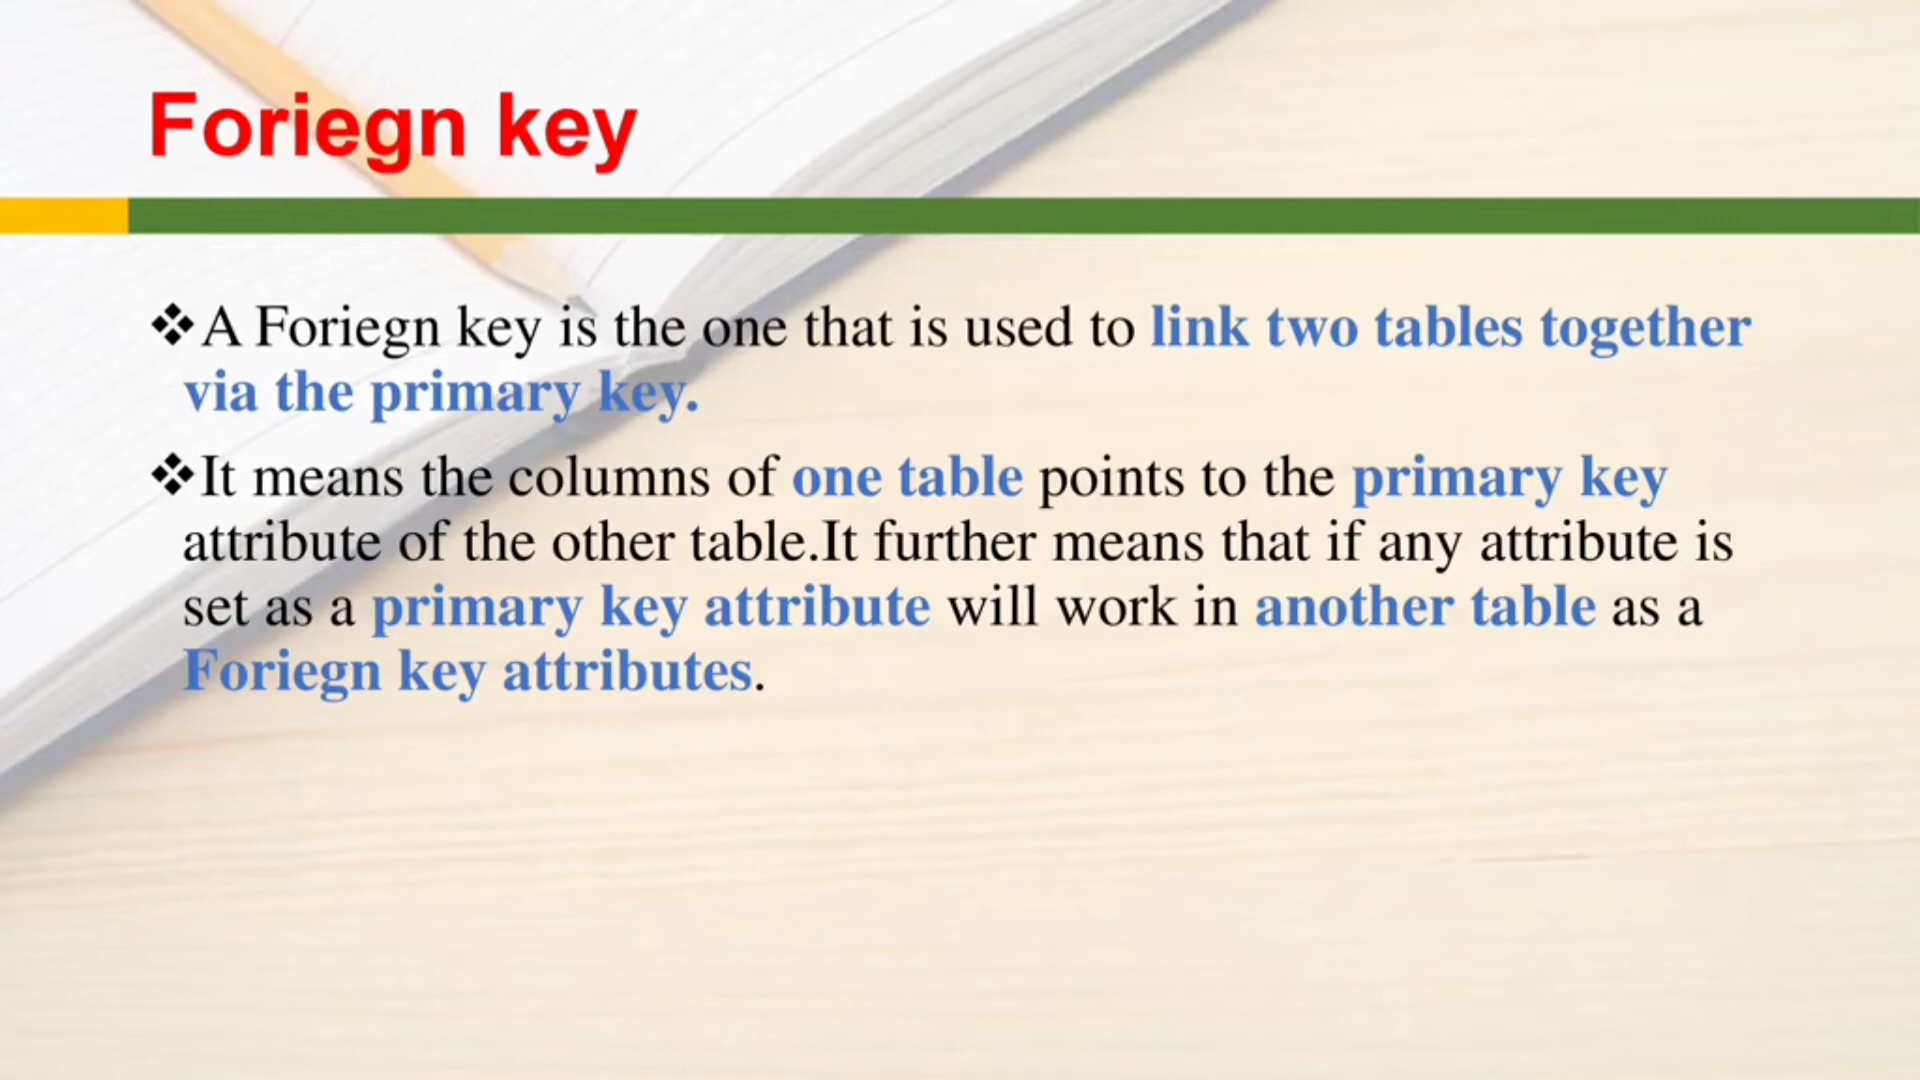 Foriegn key
❖A Foriegn key is the one that is used to link two tables together
via the primary key.
❖It means the columns of one table points to the primary key
attribute of the other table.It further means that if any attribute is
set as a primary key attribute will work in another table as a
Foriegn key attributes.